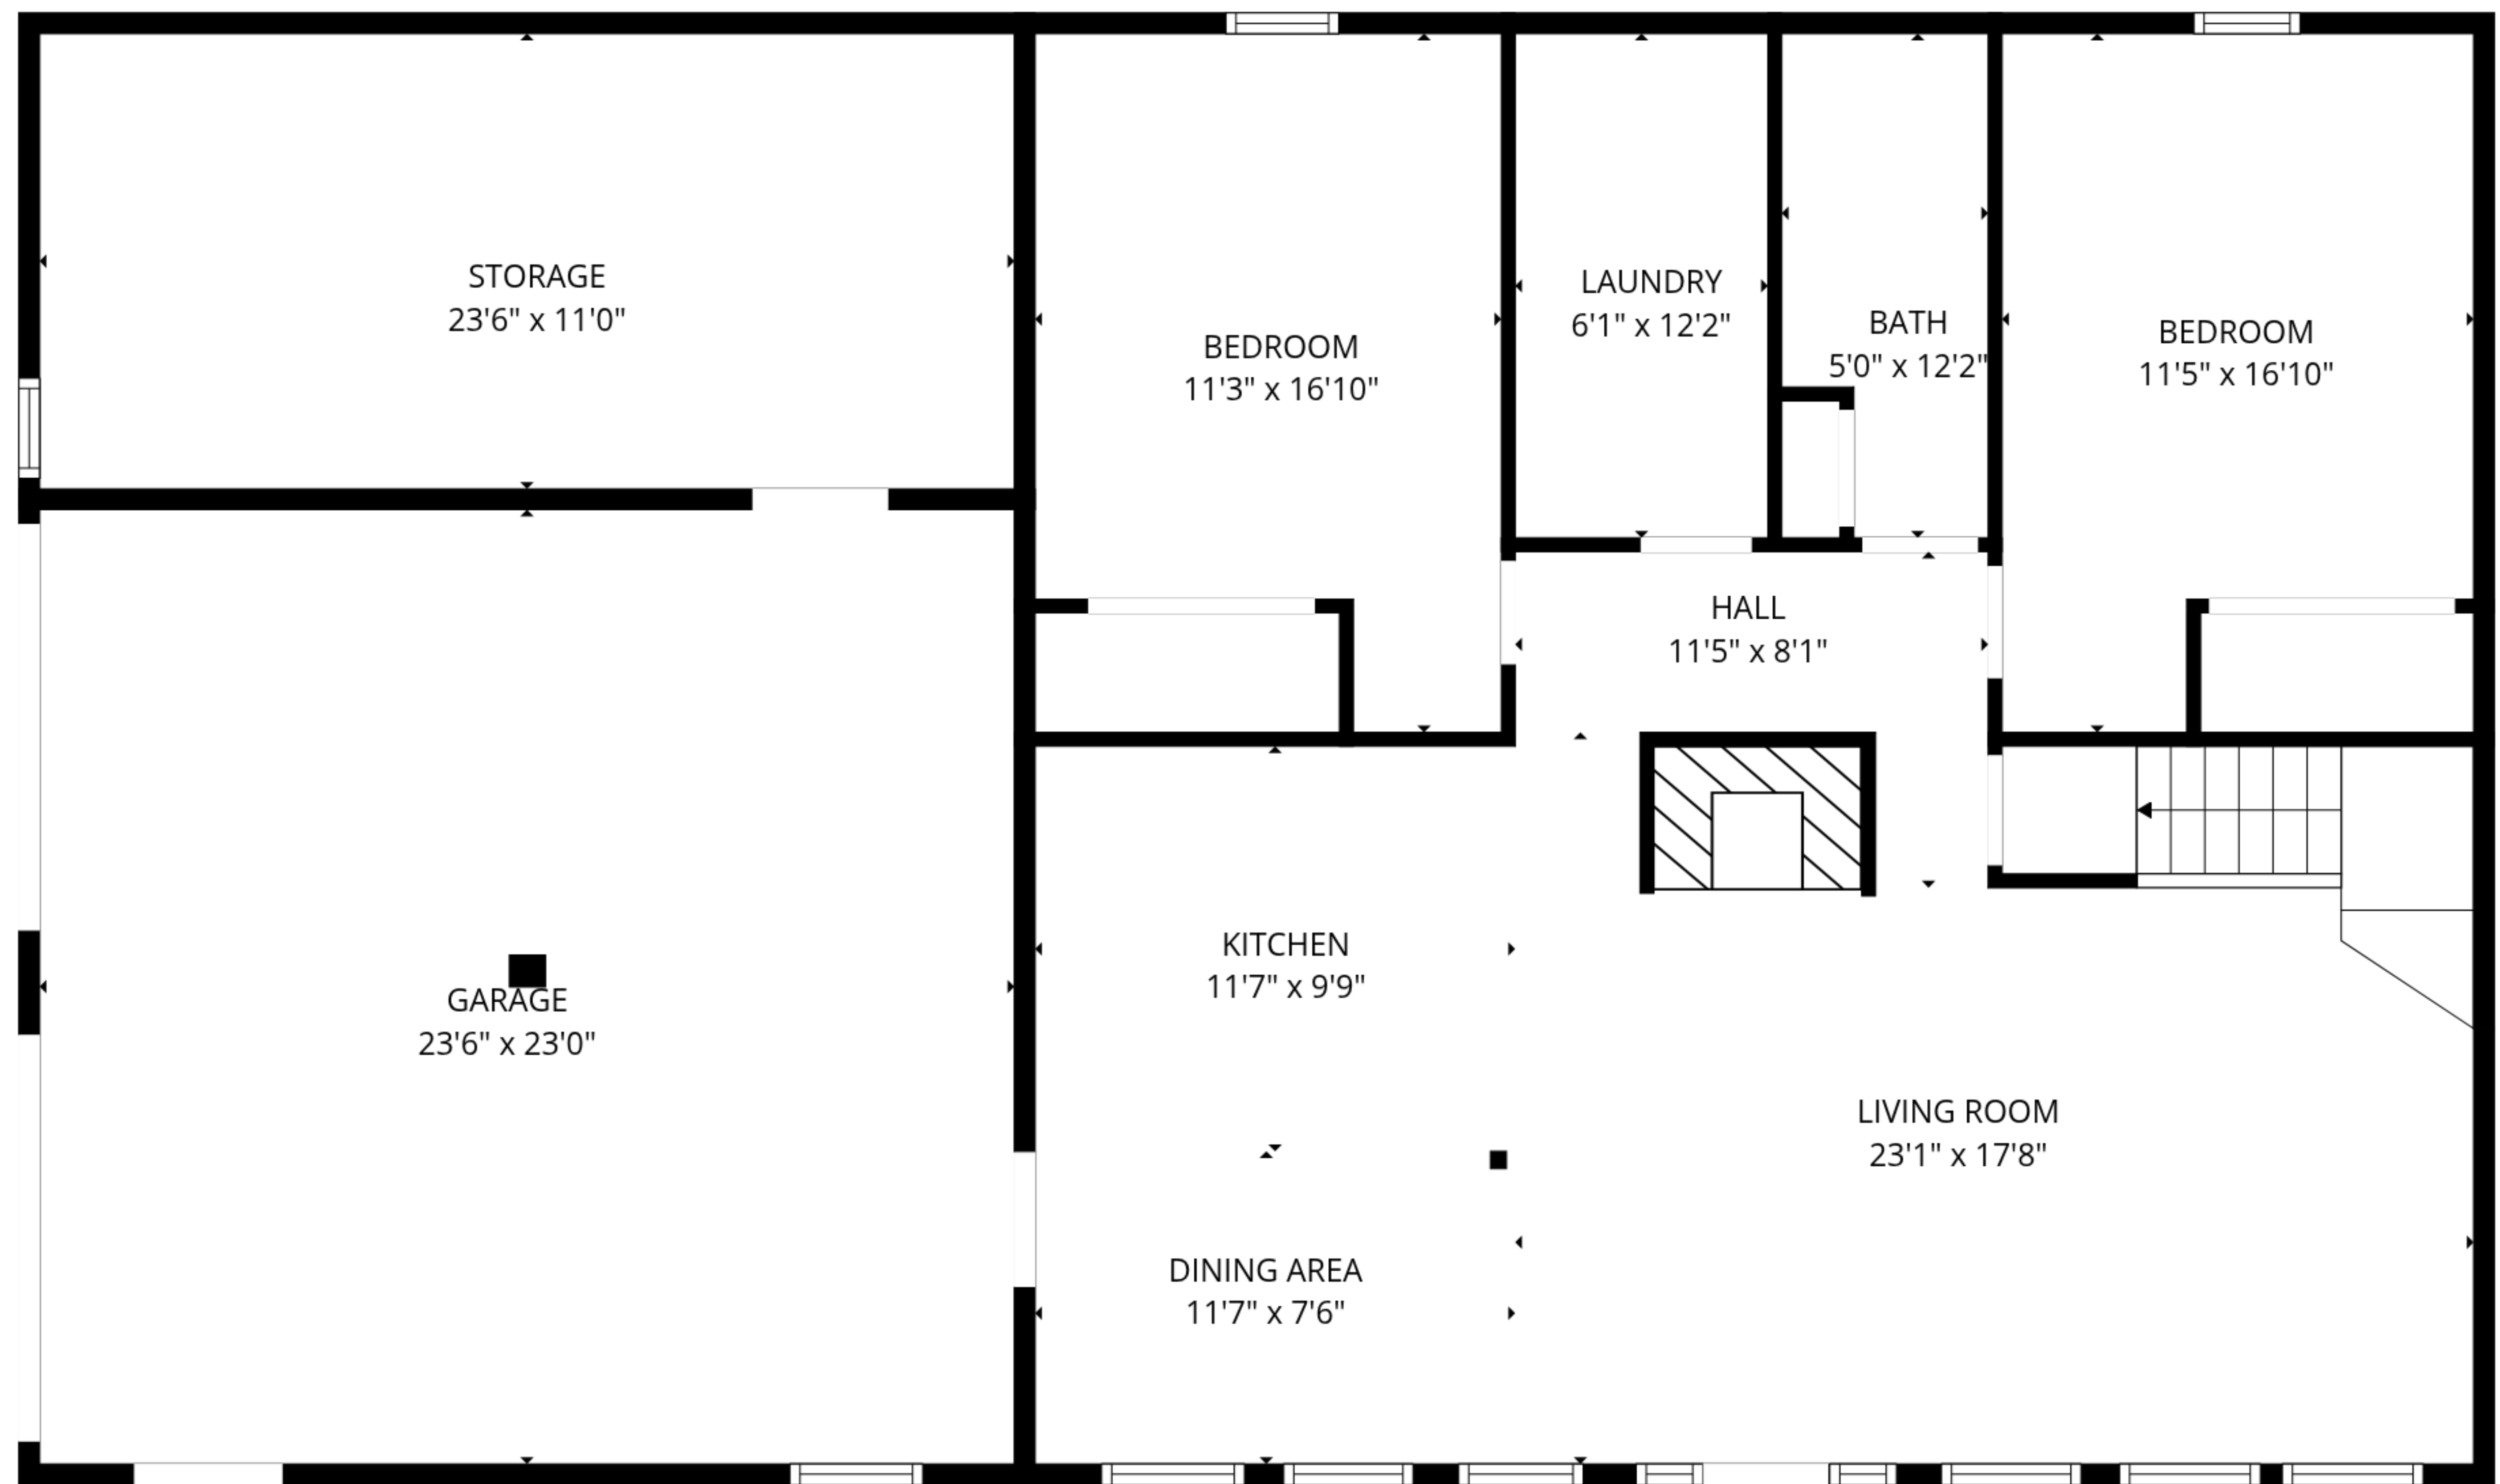 STORAGE
23'6" x 11'0"
BEDROOM
11'3" x 16'10"
LAUNDRY
6'1" x 12'2"
BATH
5'0" x 12'2"
BEDROOM
11'5" x 16'10"
HALL
11'5" x 8'1"
KITCHEN
11'7" x 9'9"
GARAGE
23'6" x 23'0"
LIVING ROOM
23'1" x 17'8"
DINING AREA
11'7" x 7'6"